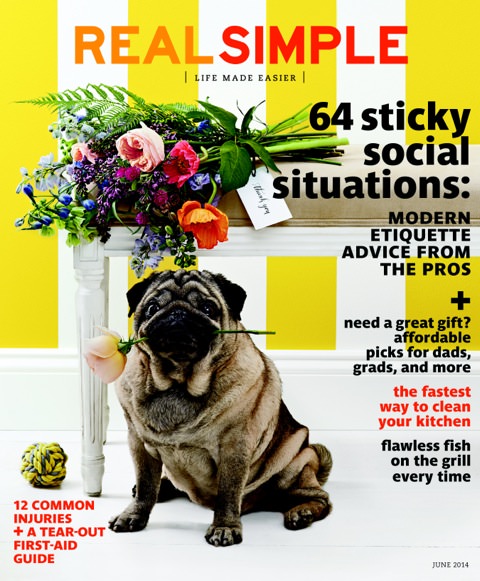 REAL SIMPLE
| LIFE MADE EASIER |
64 sticky
social
situations:
MODERN
ETIQUETTE
ADVICE FROM
THE PROS
+
need a great gift?
affordable
picks for dads,
grads, and more
the fastest
way to clean
your kitchen
flawless fish
on the grill
every time
thank you
12 COMMON
INJURIES
+ A TEAR-OUT
FIRST-AID
GUIDE
JUNE 2014